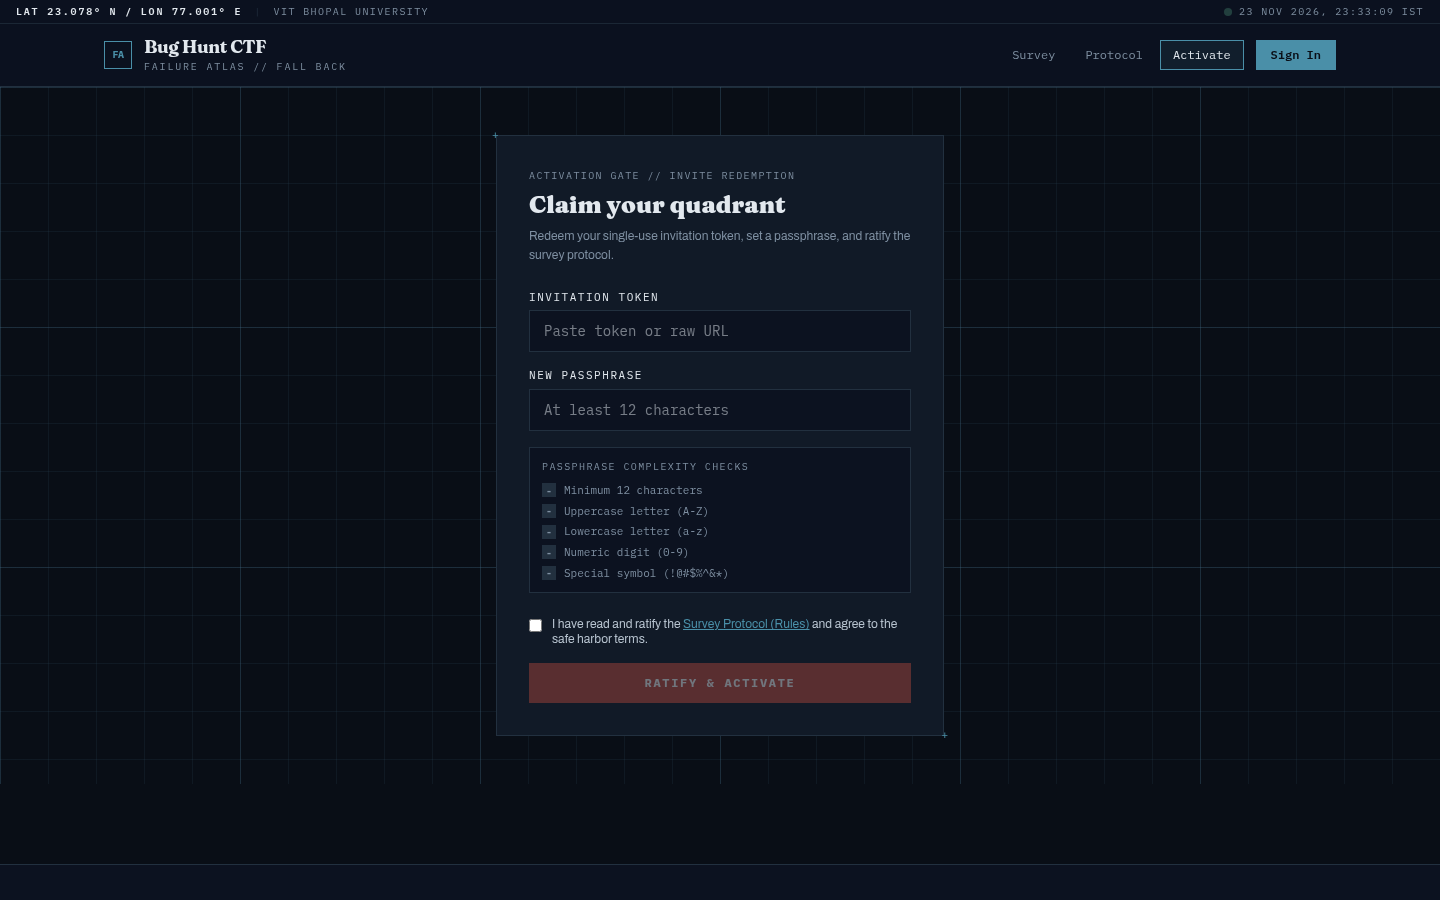 LAT 23.078° N / LON 77.001° E | VIT BHOPAL UNIVERSITY
23 NOV 2026, 23:33:09 IST
FA
Bug Hunt CTF
FAILURE ATLAS // FALL BACK
Survey
Protocol
Activate
Sign In
ACTIVATION GATE // INVITE REDEMPTION
Claim your quadrant
Redeem your single-use invitation token, set a passphrase, and ratify the
survey protocol.
INVITATION TOKEN
Paste token or raw URL
NEW PASSPHRASE
At least 12 characters
PASSPHRASE COMPLEXITY CHECKS
- Minimum 12 characters
- Uppercase letter (A-Z)
- Lowercase letter (a-z)
- Numeric digit (0-9)
- Special symbol (!@#$%^&*)
I have read and ratify the Survey Protocol (Rules) and agree to the
safe harbor terms.
RATIFY & ACTIVATE